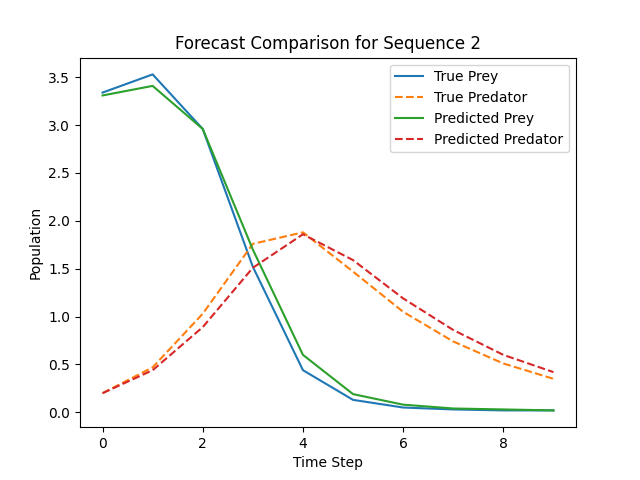 Forecast Comparison for Sequence 2
True Prey
True Predator
Predicted Prey
Predicted Predator
Population
3.5
3.0
2.5
2.0
1.5
1.0
0.5
0.0
0 2 4 6 8
Time Step